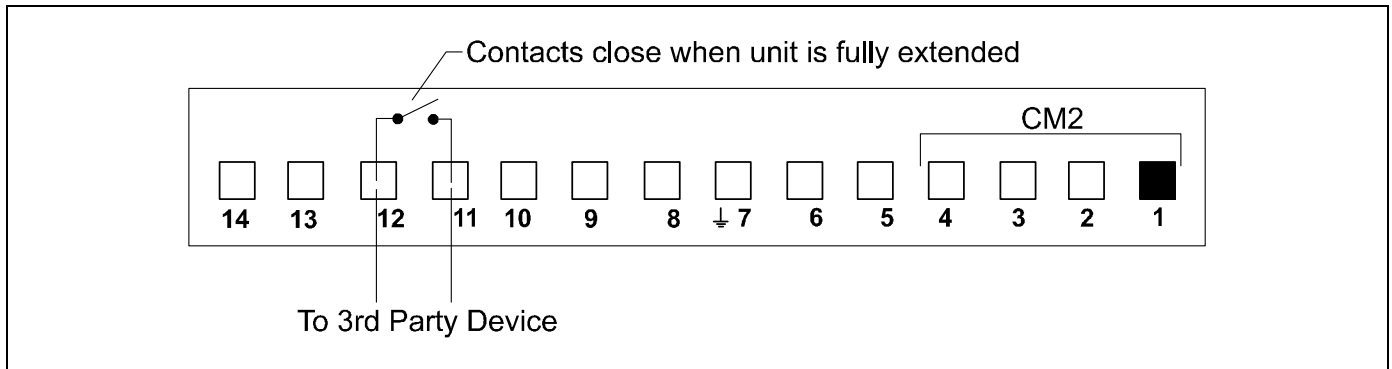 Contacts close when unit is fully extended
CM2
14 13 12 11 10 9 8 7 6 5 4 3 2 1
To 3rd Party Device